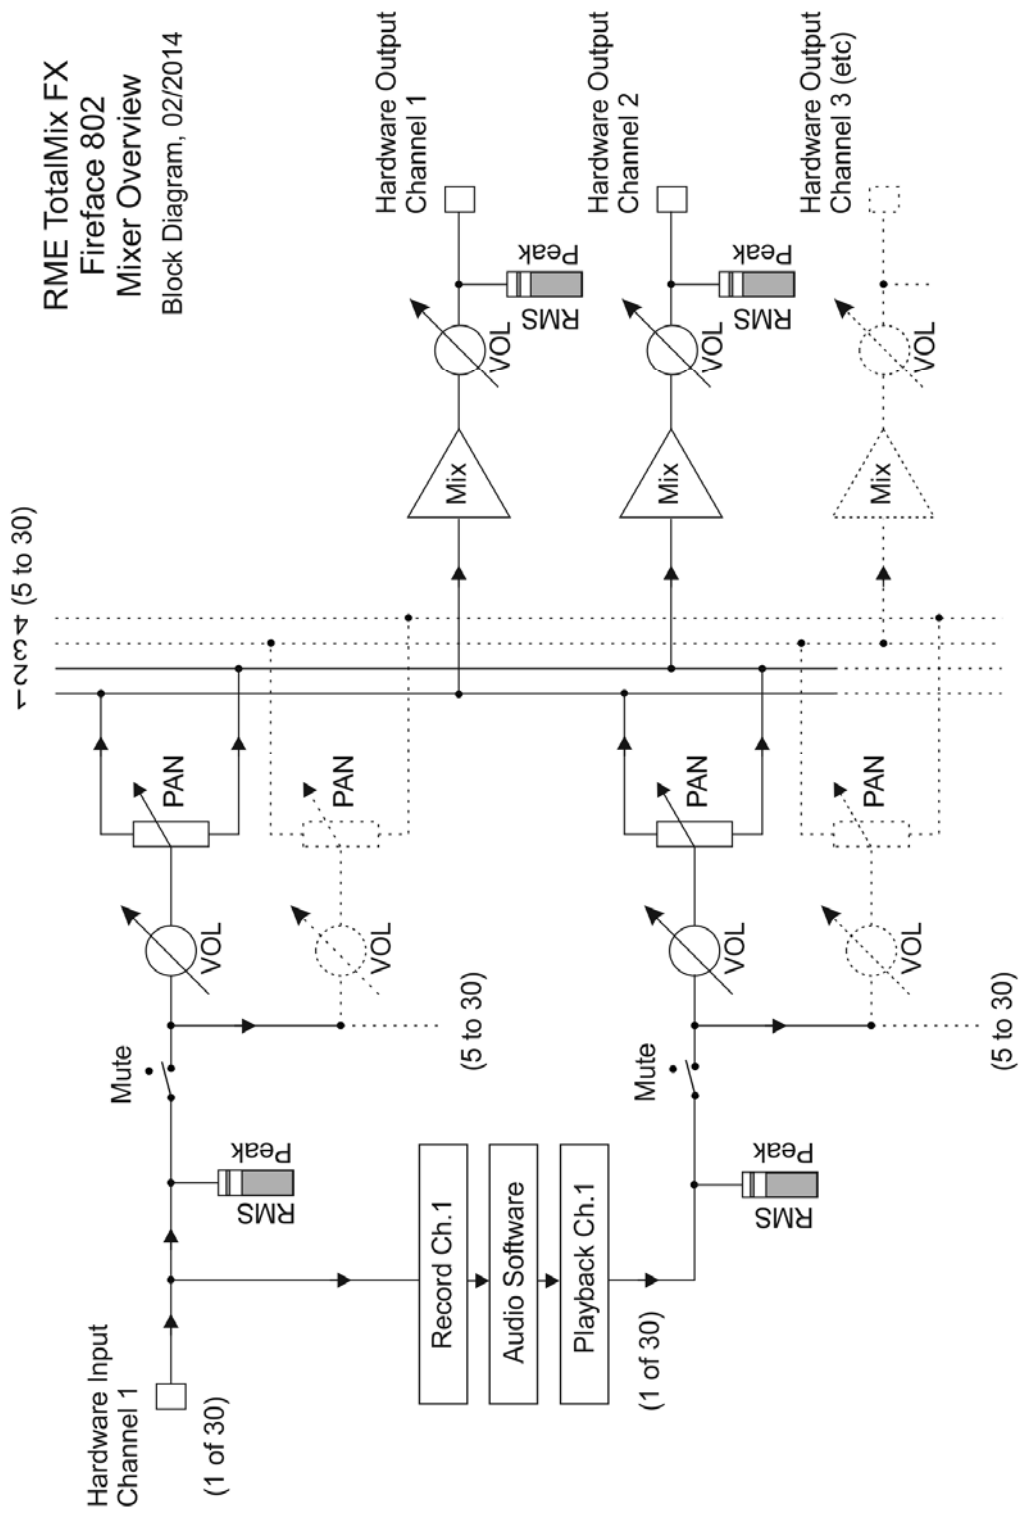 RME TotalMix FX
Fireface 802
Mixer Overview
Block Diagram, 02/2014
Hardware Input
Channel 1
(1 of 30)
RMS
Peak
Mute
VOL
PAN
(5 to 30)
VOL
PAN
1 2 3 4 (5 to 30)
Mix
VOL
RMS
Peak
Hardware Output
Channel 1
Record Ch.1
Audio Software
Playback Ch.1
(1 of 30)
RMS
Peak
Mute
VOL
PAN
(5 to 30)
VOL
PAN
Mix
VOL
RMS
Peak
Hardware Output
Channel 2
Mix
VOL
Hardware Output
Channel 3 (etc)